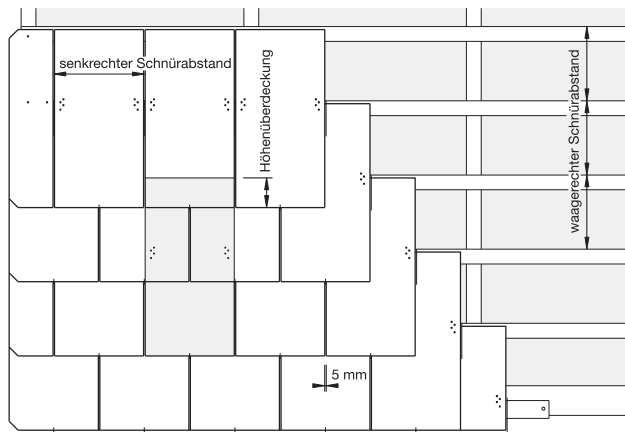 senkrechter Schnürabstand
Höhenüberdeckung
waagerechter Schnürabstand
5 mm